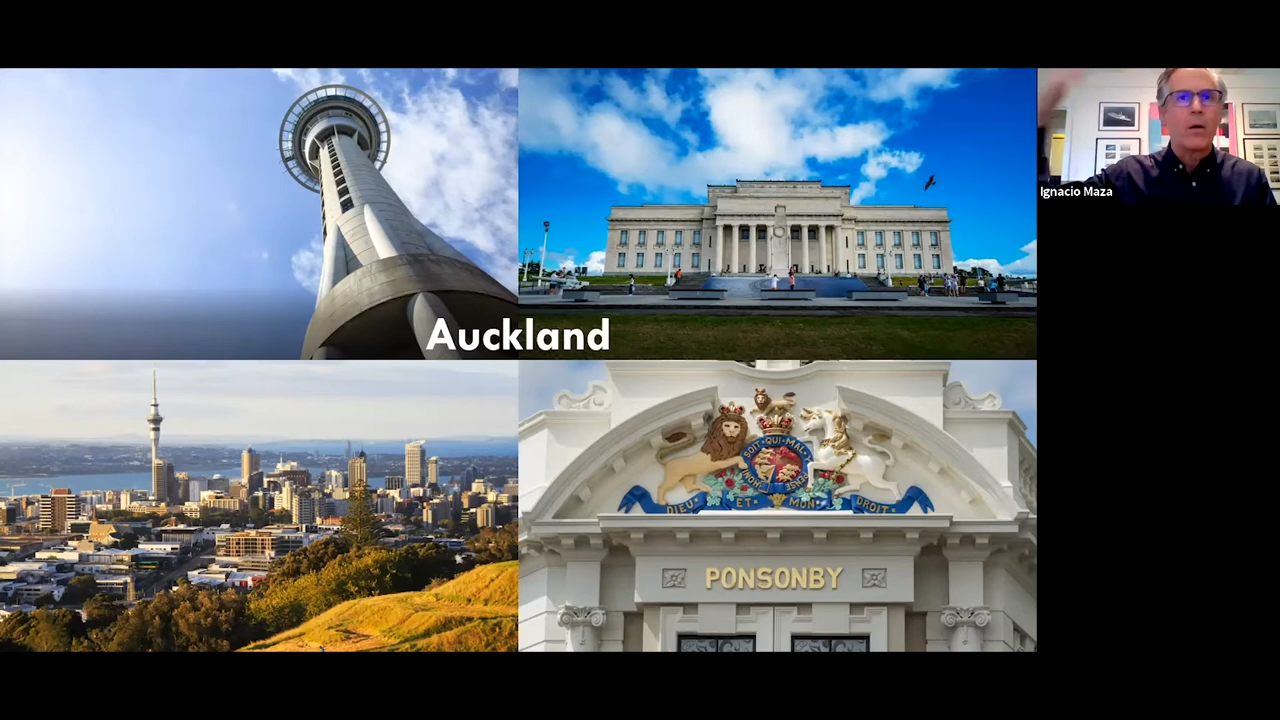 Auckland
Ignacio Maza
SOIT·QUI·MAL·Y
PENSE
HONI
DIEU · ET · MON · DROIT
PONSONBY